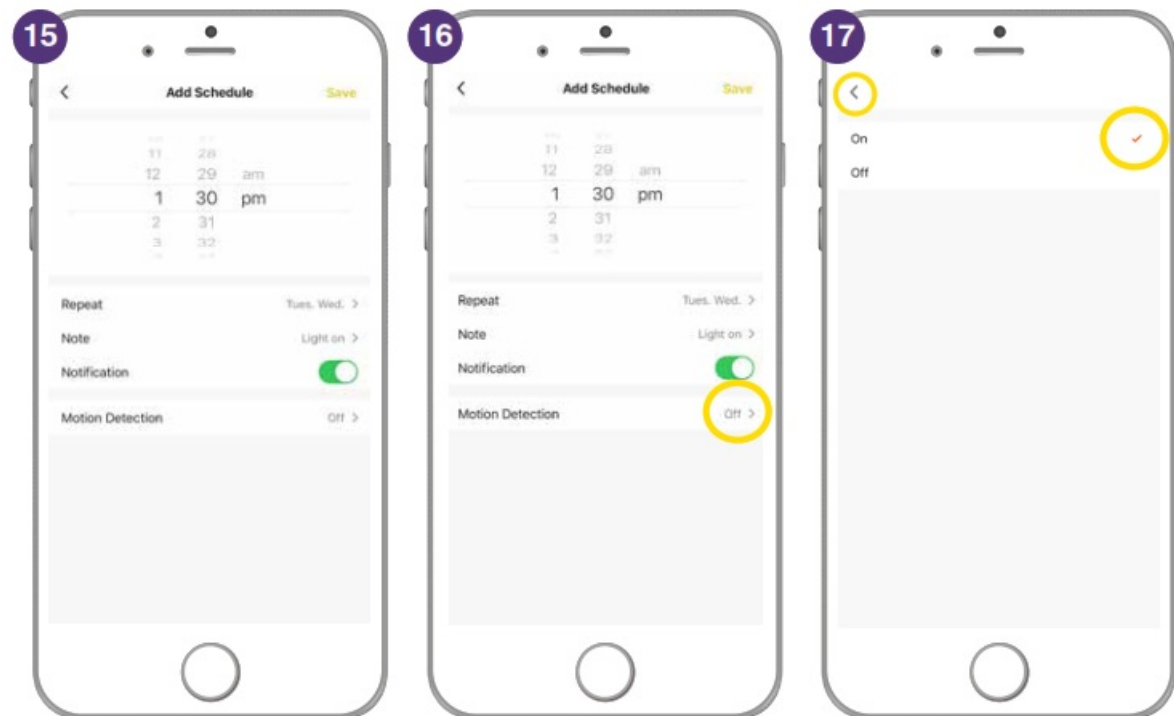 15
Add Schedule Save
11 28
12 29 am
1 30 pm
2 31
3 32
Repeat Tues. Wed. >
Note Light on >
Notification
Motion Detection Off >
16
Add Schedule Save
11 28
12 29 am
1 30 pm
2 31
3 32
Repeat Tues. Wed. >
Note Light on >
Notification
Motion Detection Off >
17
On
Off